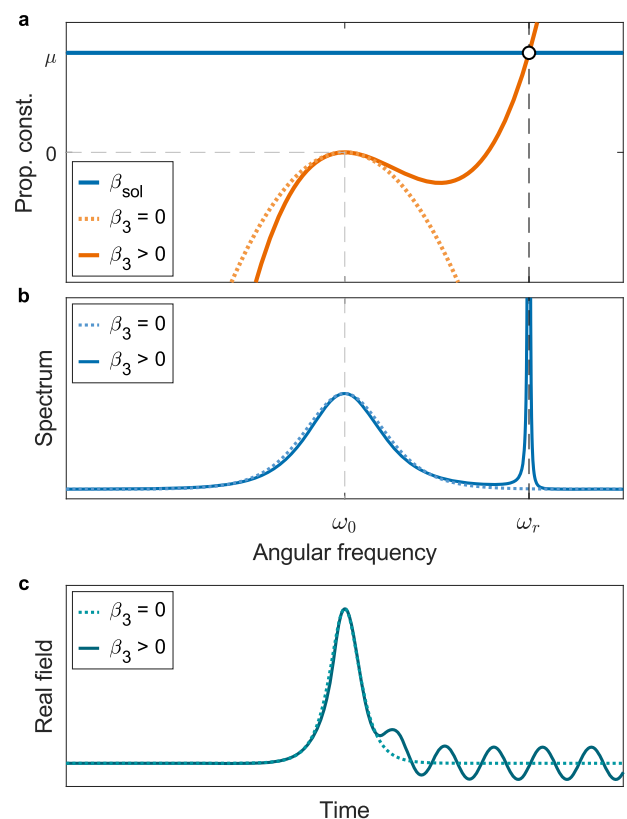 a
μ
0
Prop. const.
β_sol
β_3 = 0
β_3 > 0
b
β_3 = 0
β_3 > 0
Spectrum
ω_0
ω_r
Angular frequency
c
β_3 = 0
β_3 > 0
Real field
Time